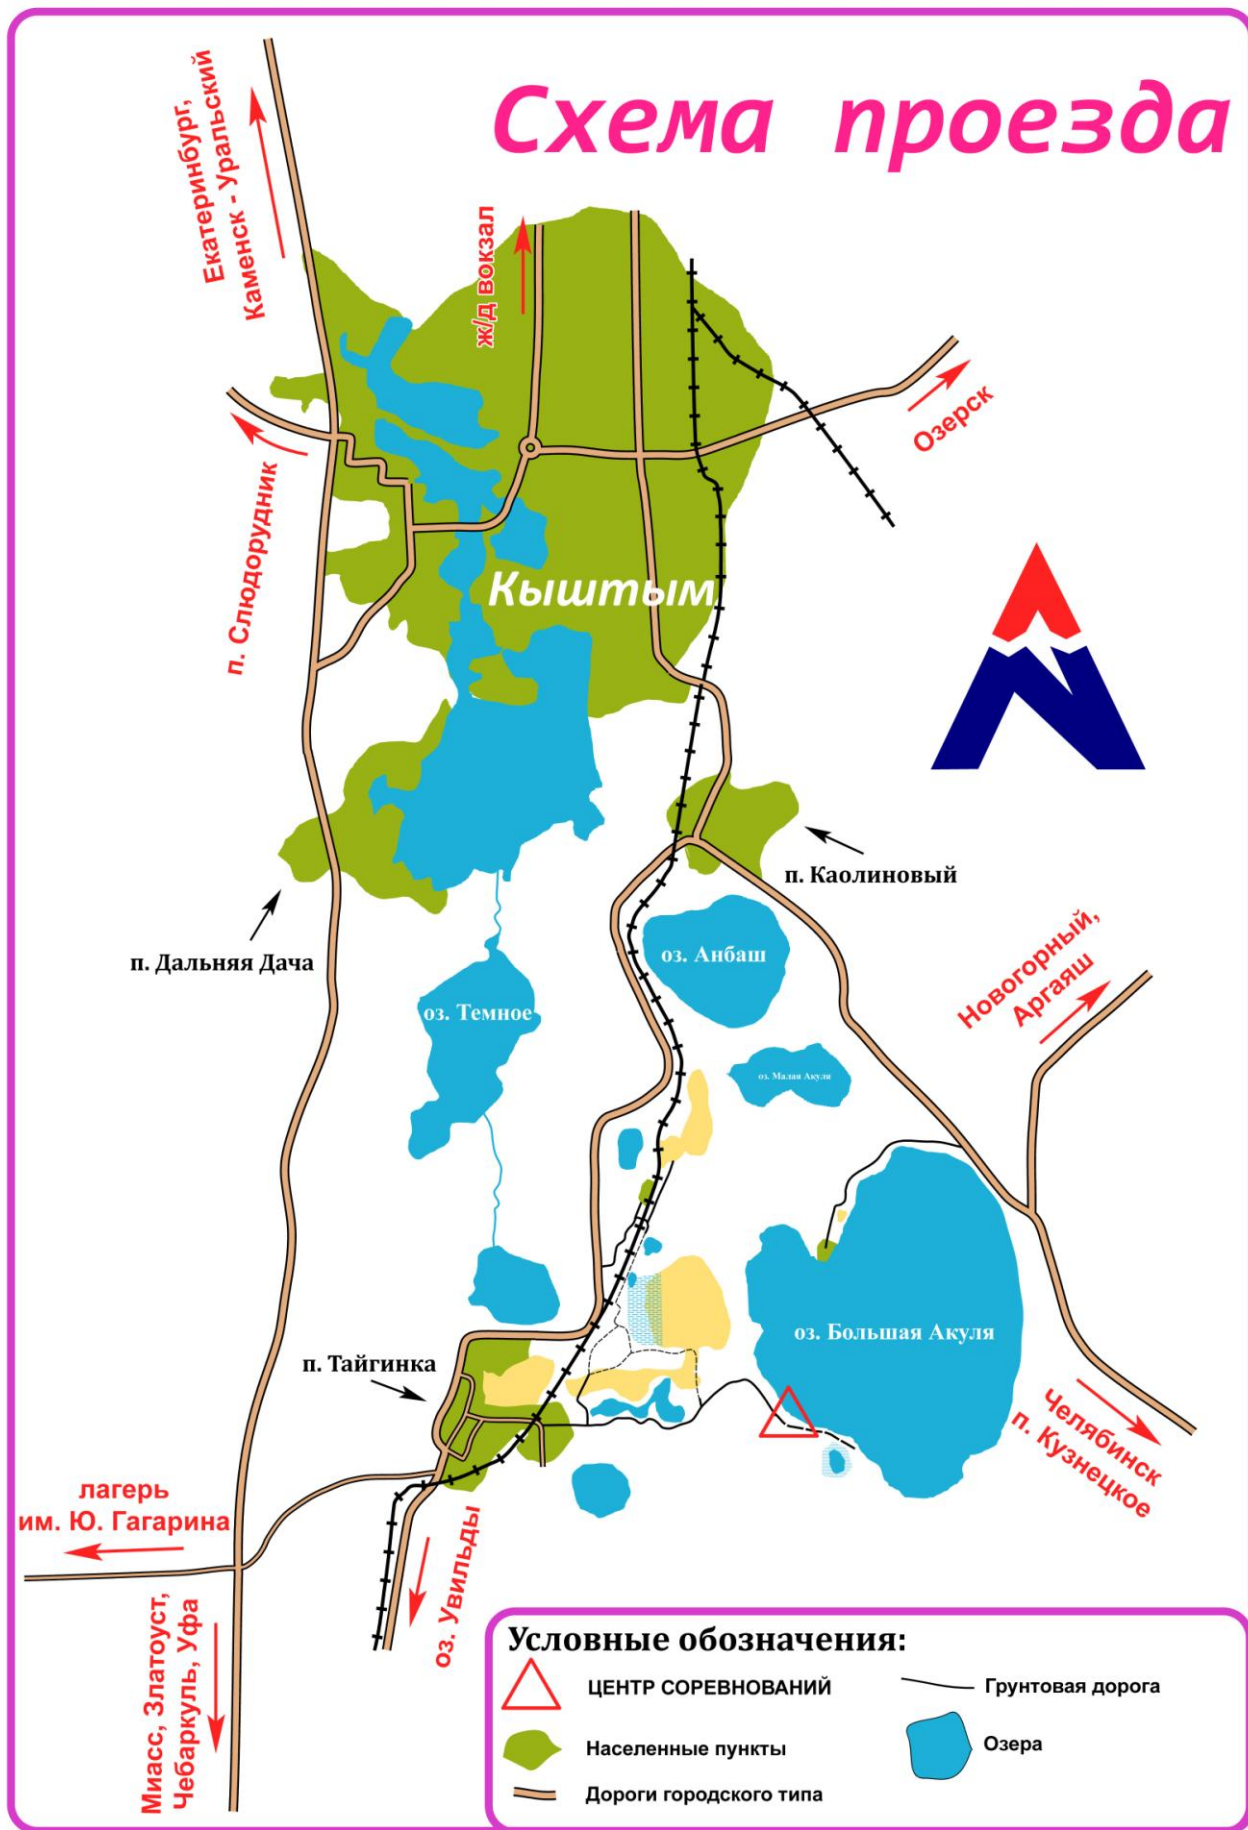 Схема проезда
Екатеринбург,
Каменск - Уральский
ж/д вокзал
Озерск
п. Слюдорудник
Кыштым
п. Каолиновый
п. Дальняя Дача
оз. Анбаш
Новогорный,
Аргаяш
оз. Темное
оз. Малая Акуля
оз. Большая Акуля
п. Тайгинка
Челябинск
п. Кузнецкое
лагерь
им. Ю. Гагарина
оз. Увильды
Миасс, Златоуст,
Чебаркуль, Уфа
Условные обозначения:
ЦЕНТР СОРЕВНОВАНИЙ
Грунтовая дорога
Населенные пункты
Озера
Дороги городского типа